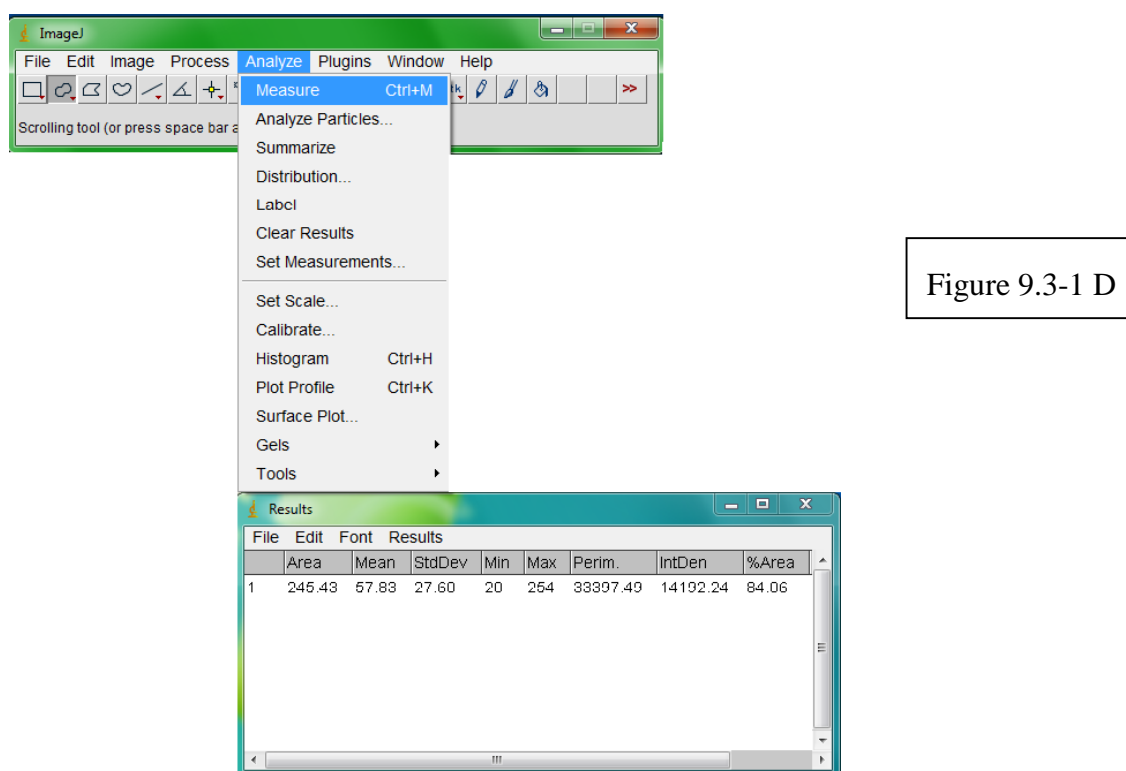 ImageJ
File Edit Image Process Analyze Plugins Window Help
Scrolling tool (or press space bar a
Measure Ctrl+M
Analyze Particles...
Summarize
Distribution...
Label
Clear Results
Set Measurements...
Set Scale...
Calibrate...
Histogram Ctrl+H
Plot Profile Ctrl+K
Surface Plot...
Gels
Tools
Figure 9.3-1 D
Results
File Edit Font Results
Area Mean StdDev Min Max Perim. IntDen %Area
1 245.43 57.83 27.60 20 254 33397.49 14192.24 84.06